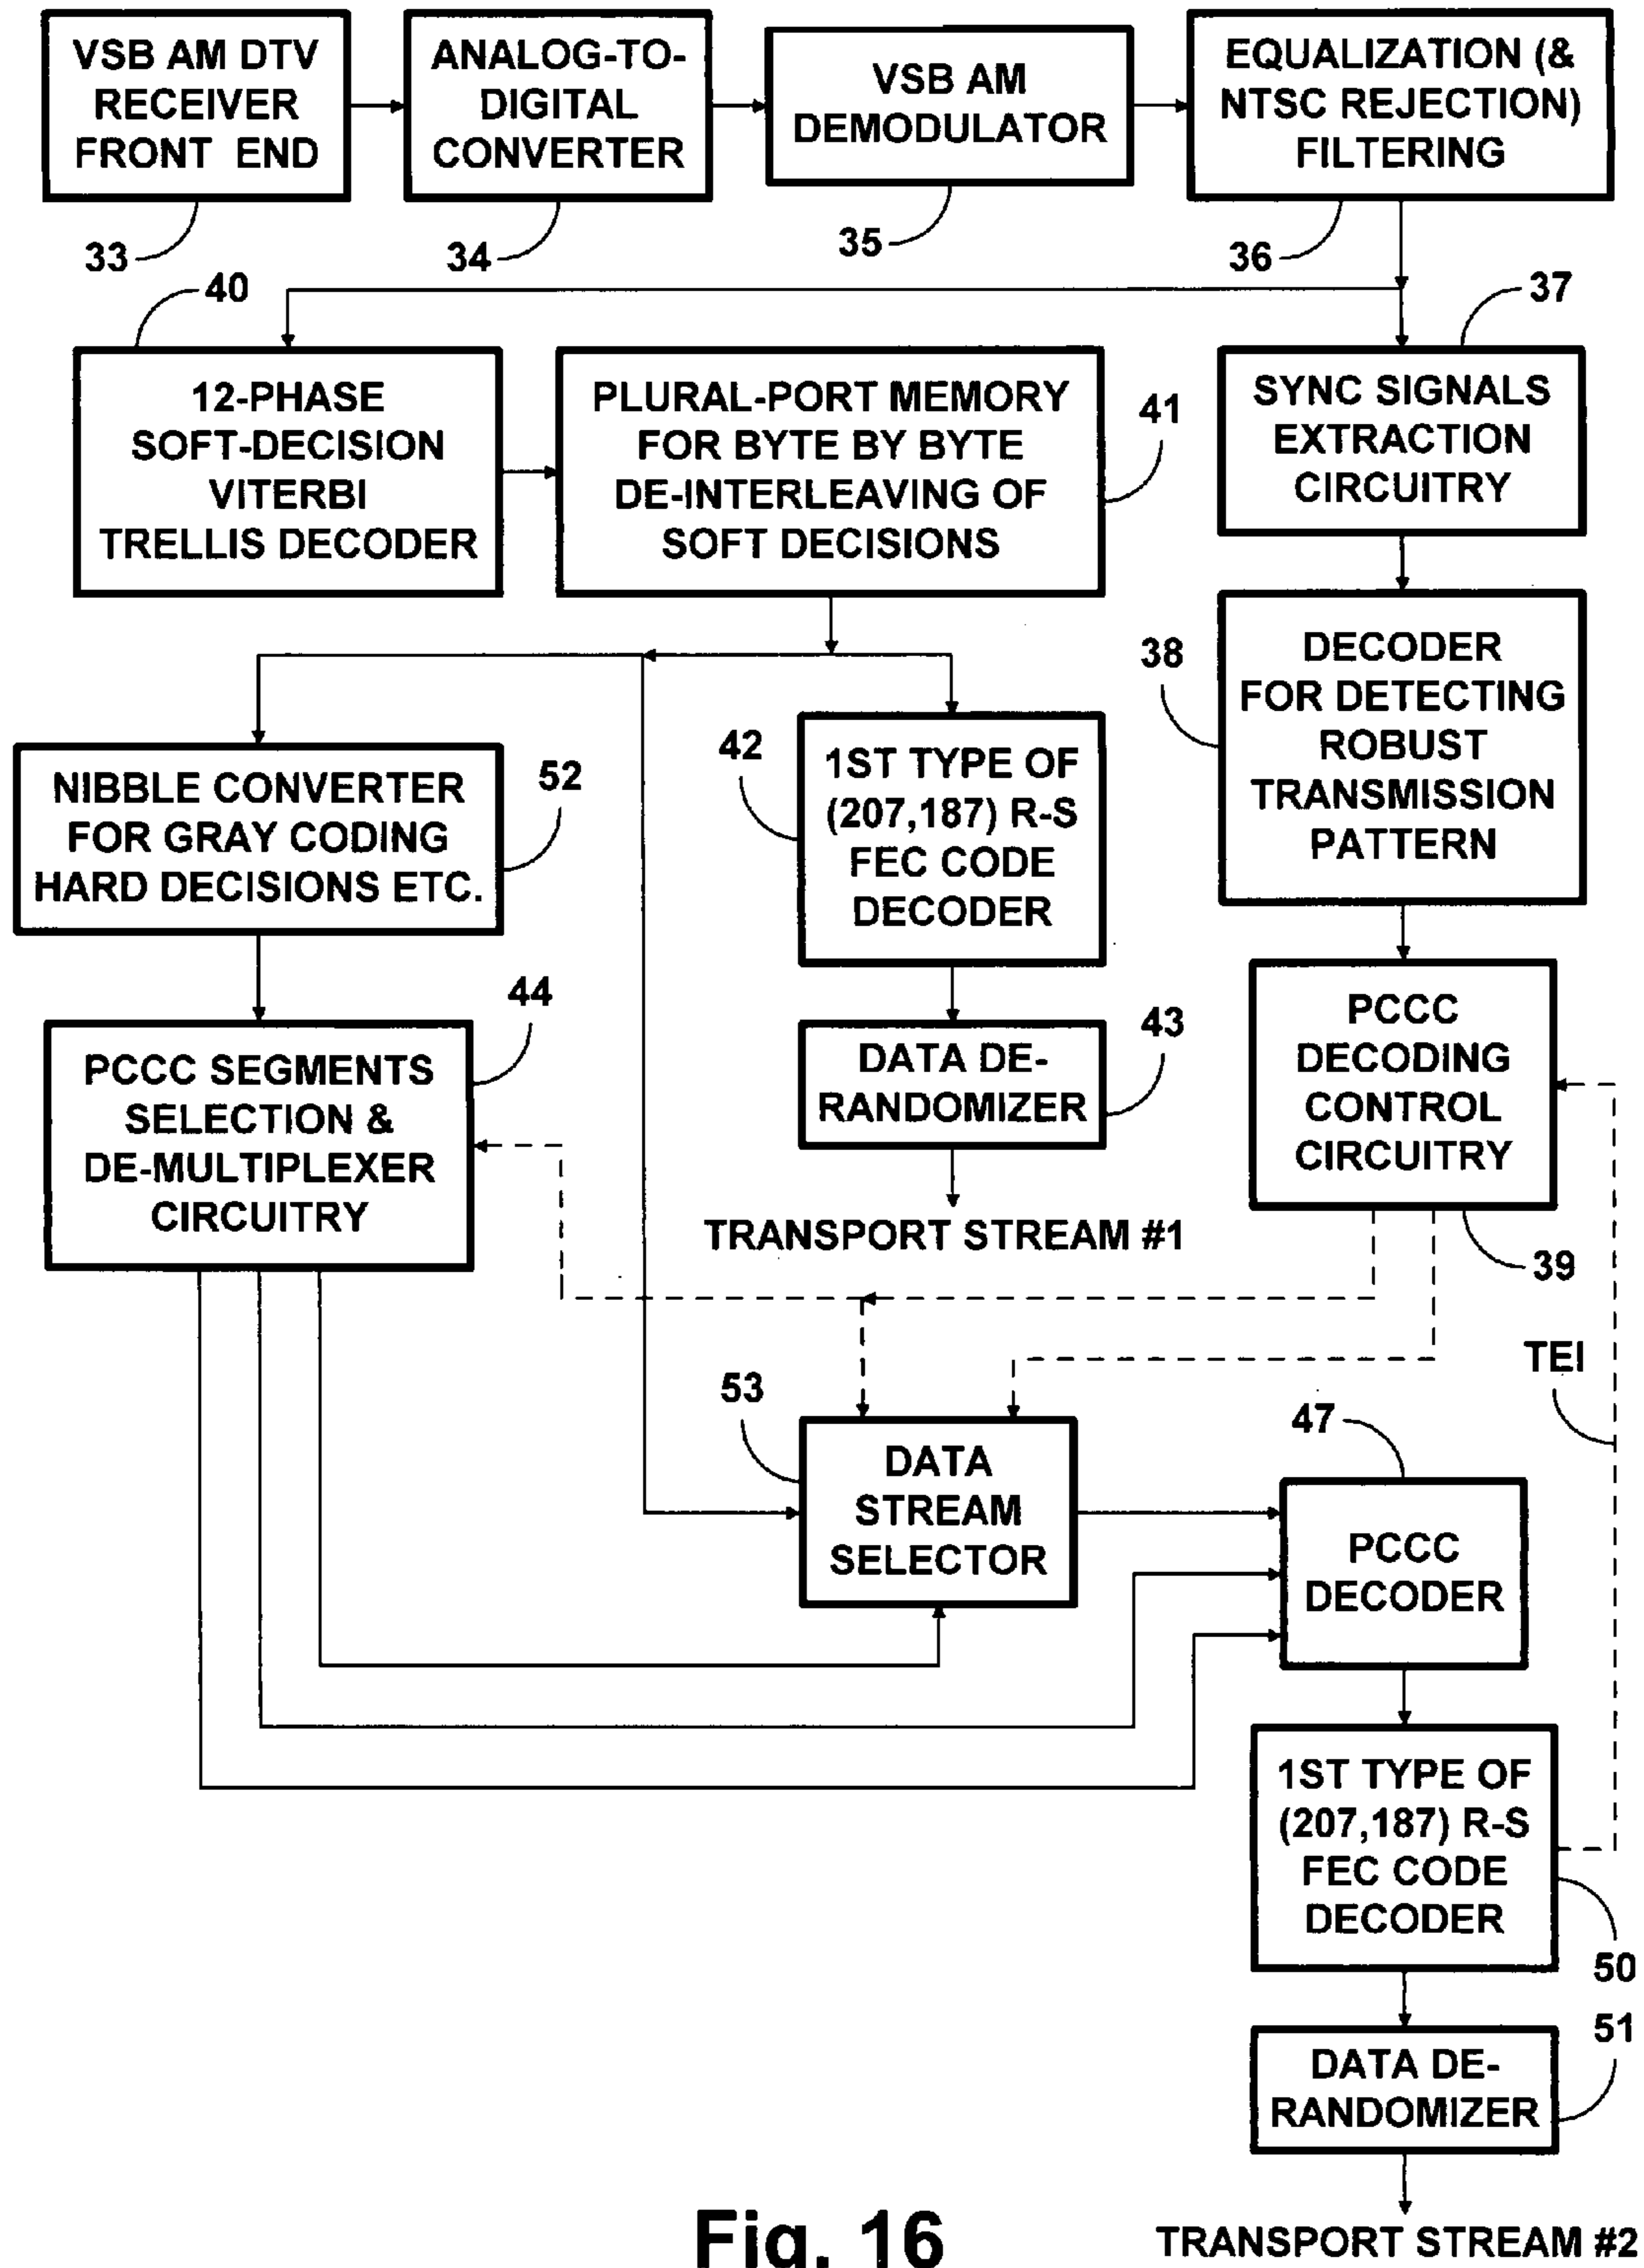 VSB AM DTV
RECEIVER
FRONT END
33
ANALOG-TO-
DIGITAL
CONVERTER
34
VSB AM
DEMODULATOR
35
EQUALIZATION (&
NTSC REJECTION)
FILTERING
36
40
12-PHASE
SOFT-DECISION
VITERBI
TRELLIS DECODER
PLURAL-PORT MEMORY
FOR BYTE BY BYTE
DE-INTERLEAVING OF
SOFT DECISIONS
41
37
SYNC SIGNALS
EXTRACTION
CIRCUITRY
38
DECODER
FOR DETECTING
ROBUST
TRANSMISSION
PATTERN
NIBBLE CONVERTER
FOR GRAY CODING
HARD DECISIONS ETC.
52
42
1ST TYPE OF
(207,187) R-S
FEC CODE
DECODER
44
PCCC SEGMENTS
SELECTION &
DE-MULTIPLEXER
CIRCUITRY
43
DATA DE-
RANDOMIZER
TRANSPORT STREAM #1
PCCC
DECODING
CONTROL
CIRCUITRY
39
TEI
53
DATA
STREAM
SELECTOR
47
PCCC
DECODER
1ST TYPE OF
(207,187) R-S
FEC CODE
DECODER
50
51
DATA DE-
RANDOMIZER
TRANSPORT STREAM #2
Fig. 16